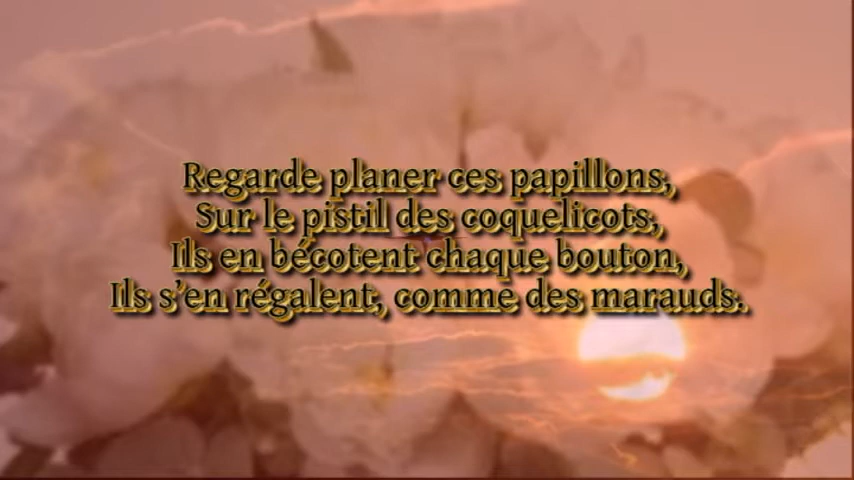 Regarde planer ces papillons,
Sur le pistil des coquelicots,
Ils en bécotent chaque bouton,
Ils s'en régalent, comme des marauds.